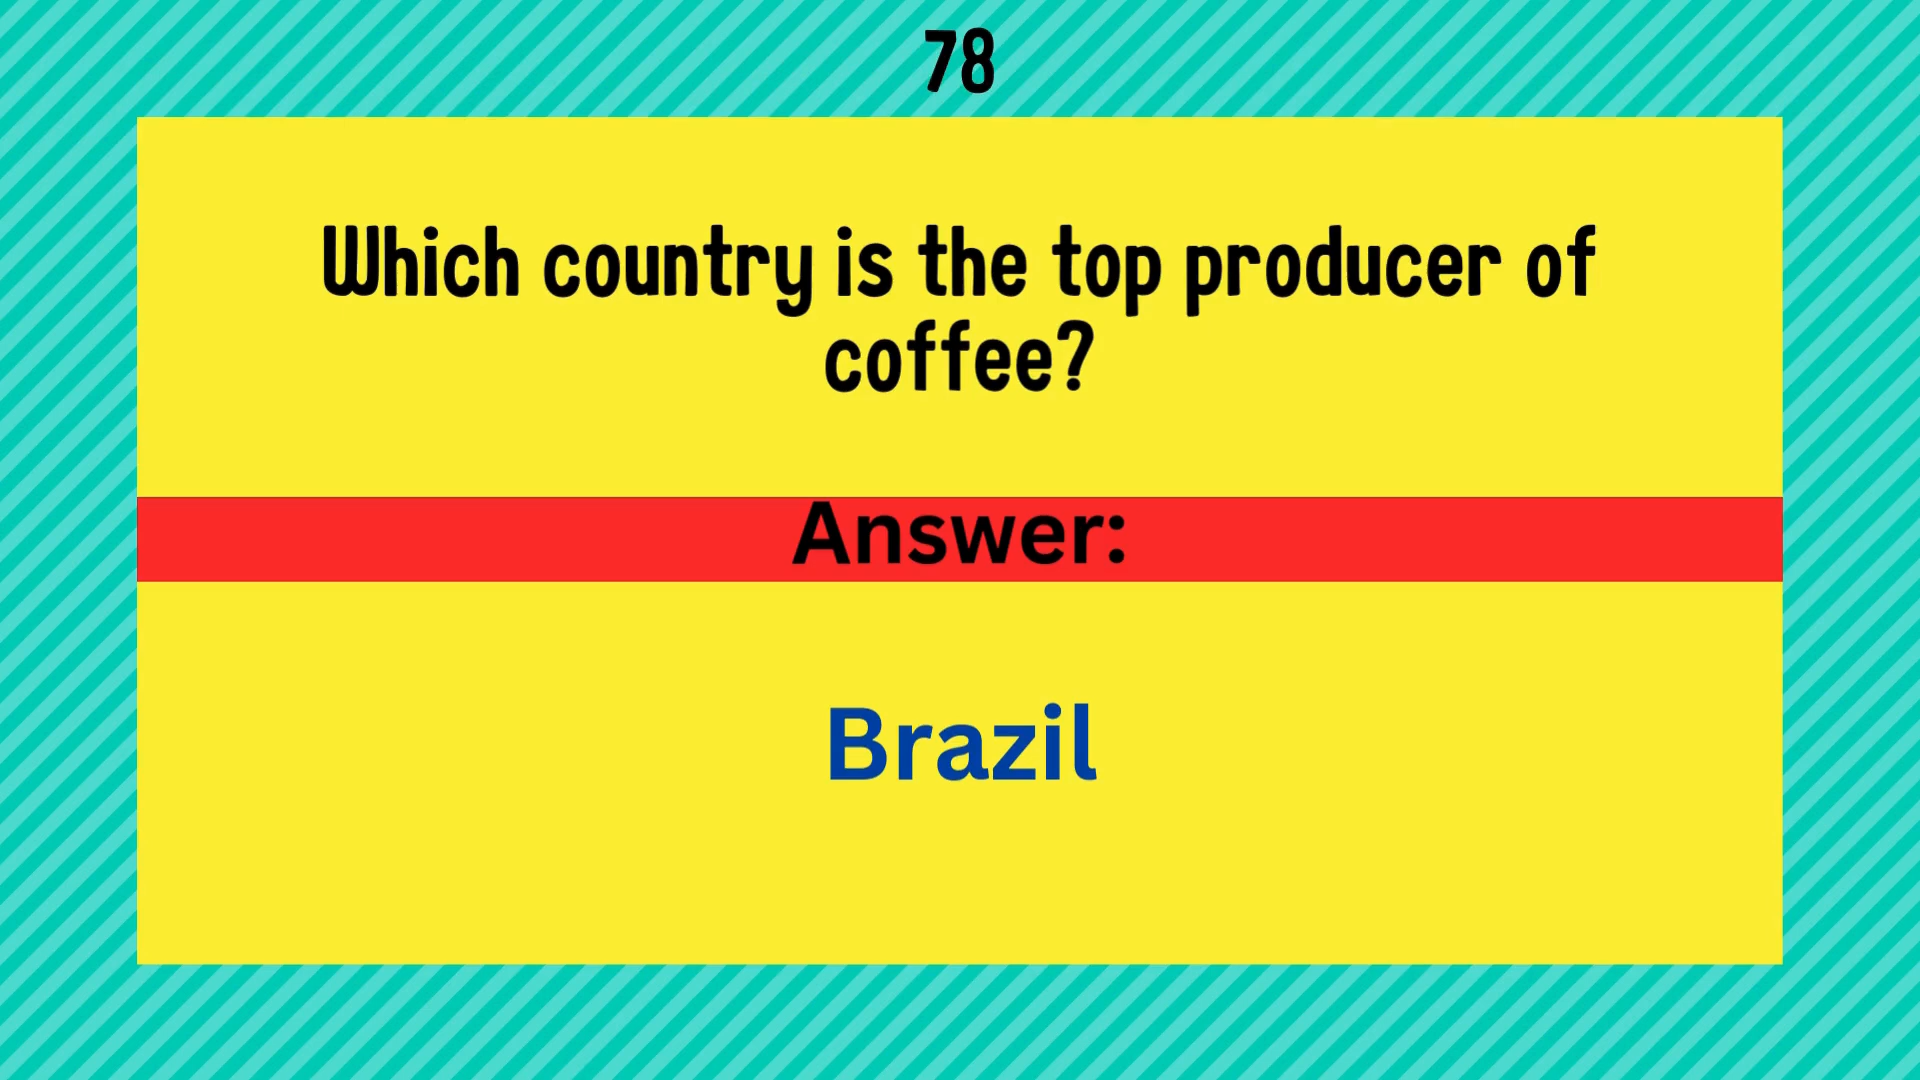 78
Which country is the top producer of
coffee?
Answer:
Brazil